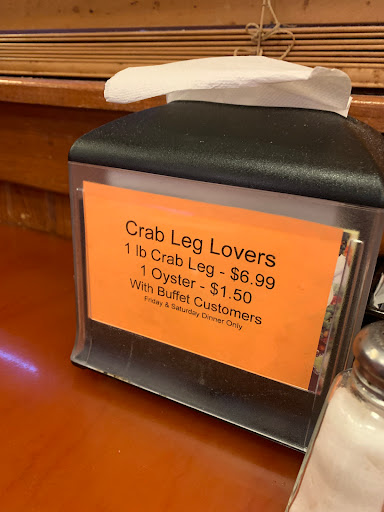 Crab Leg Lovers
1 lb Crab Leg - $6.99
1 Oyster - $1.50
With Buffet Customers
Friday & Saturday Dinner Only